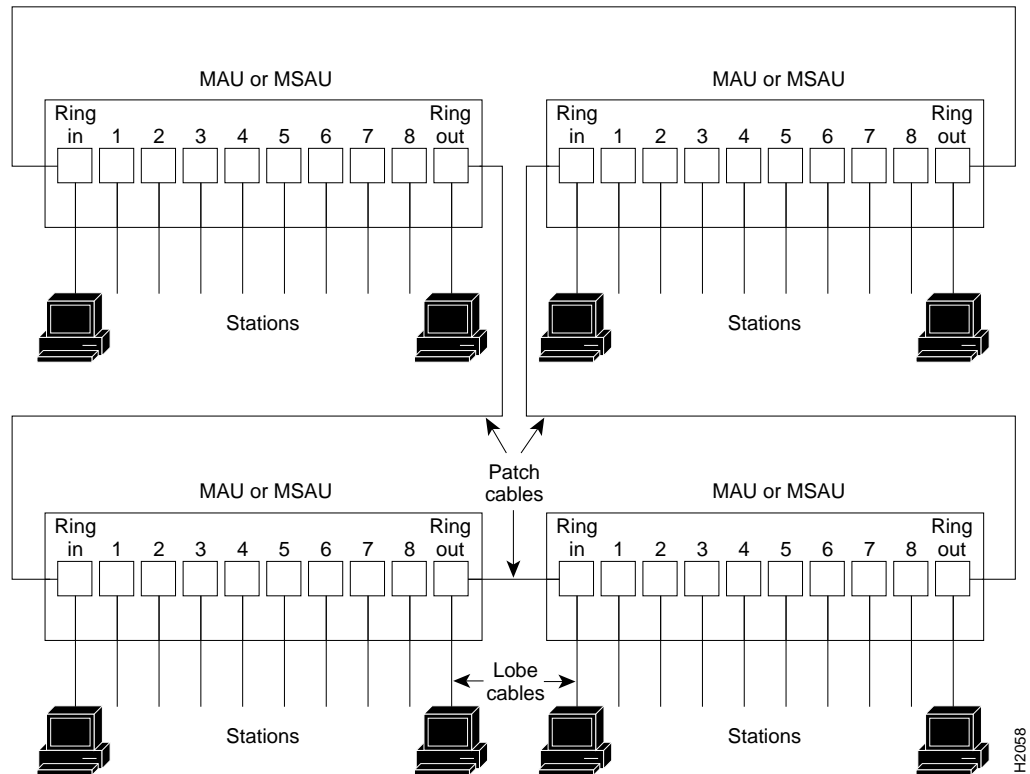 MAU or MSAU
MAU or MSAU
Ring
in 1 2 3 4 5 6 7 8 Ring
out
Ring
in 1 2 3 4 5 6 7 8 Ring
out
Stations
Stations
Patch
cables
MAU or MSAU
MAU or MSAU
Ring
in 1 2 3 4 5 6 7 8 Ring
out
Ring
in 1 2 3 4 5 6 7 8 Ring
out
Lobe
cables
Stations
Stations
H2058